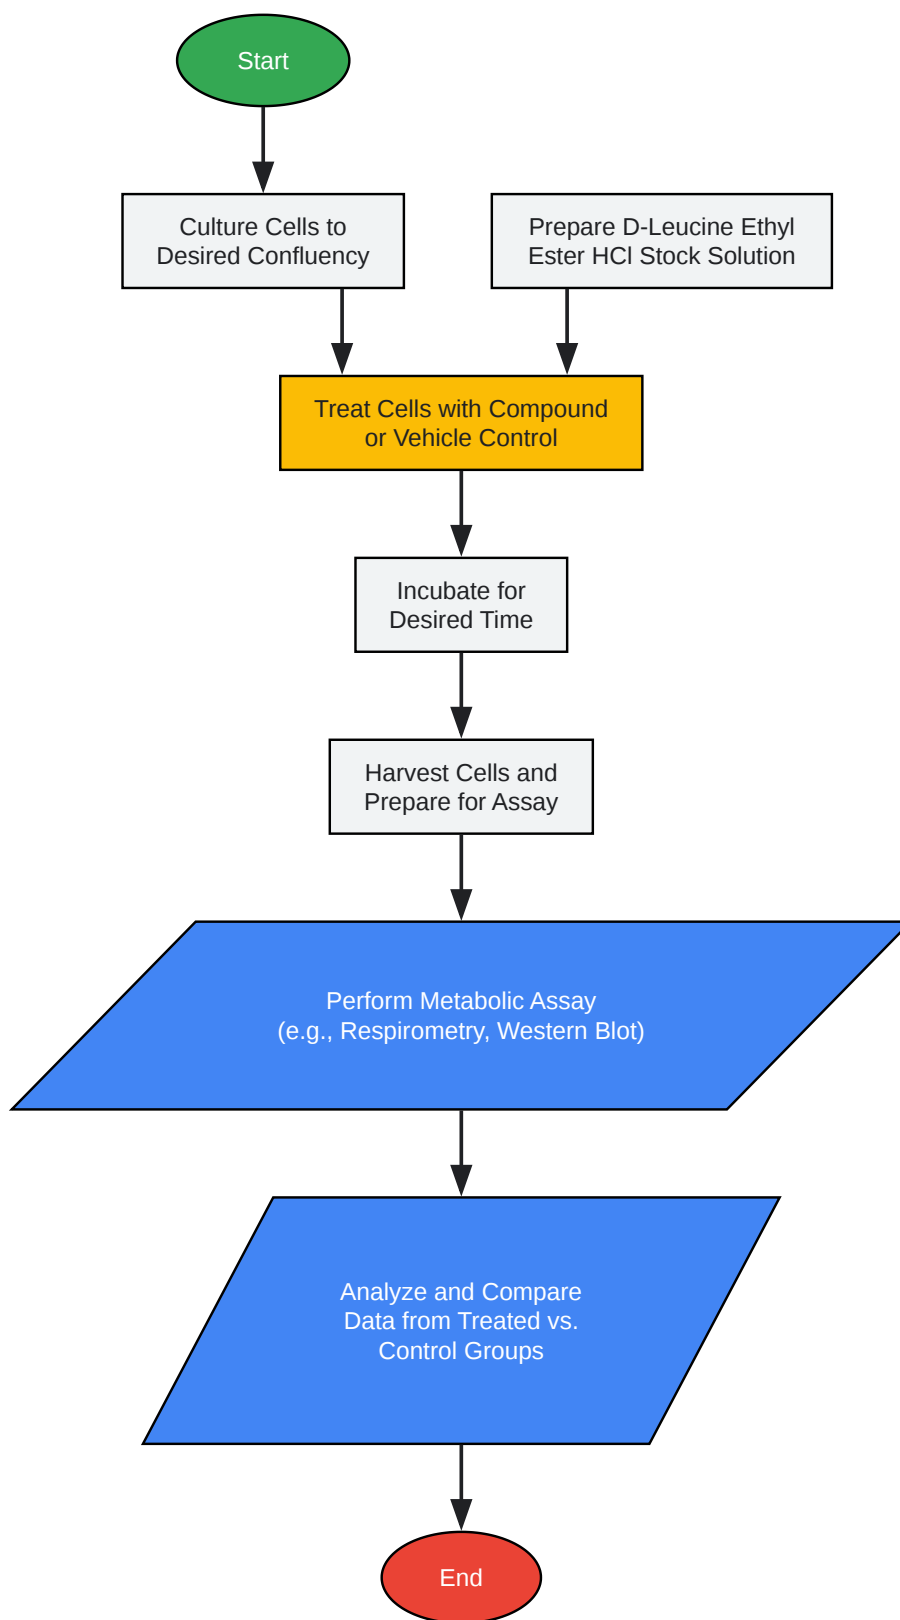 Start
Culture Cells to
Desired Confluency
Prepare D-Leucine Ethyl
Ester HCl Stock Solution
Treat Cells with Compound
or Vehicle Control
Incubate for
Desired Time
Harvest Cells and
Prepare for Assay
Perform Metabolic Assay
(e.g., Respirometry, Western Blot)
Analyze and Compare
Data from Treated vs.
Control Groups
End